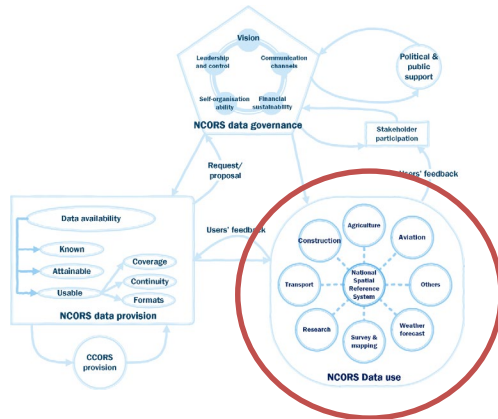 Vision
Leadership
and control
Communication
channels
Self-organisation
ability
Financial
sustainability
NCORS data governance
Political &
public
support
Stakeholder
participation
Request/
proposal
Users' feedback
Users' feedback
Data availability
Known
Attainable
Usable
Coverage
Continuity
Formats
NCORS data provision
CCORS
provision
Agriculture
Construction
Aviation
Transport
National
Spatial
Reference
System
Others
Research
Survey &
mapping
Weather
forecast
NCORS Data use